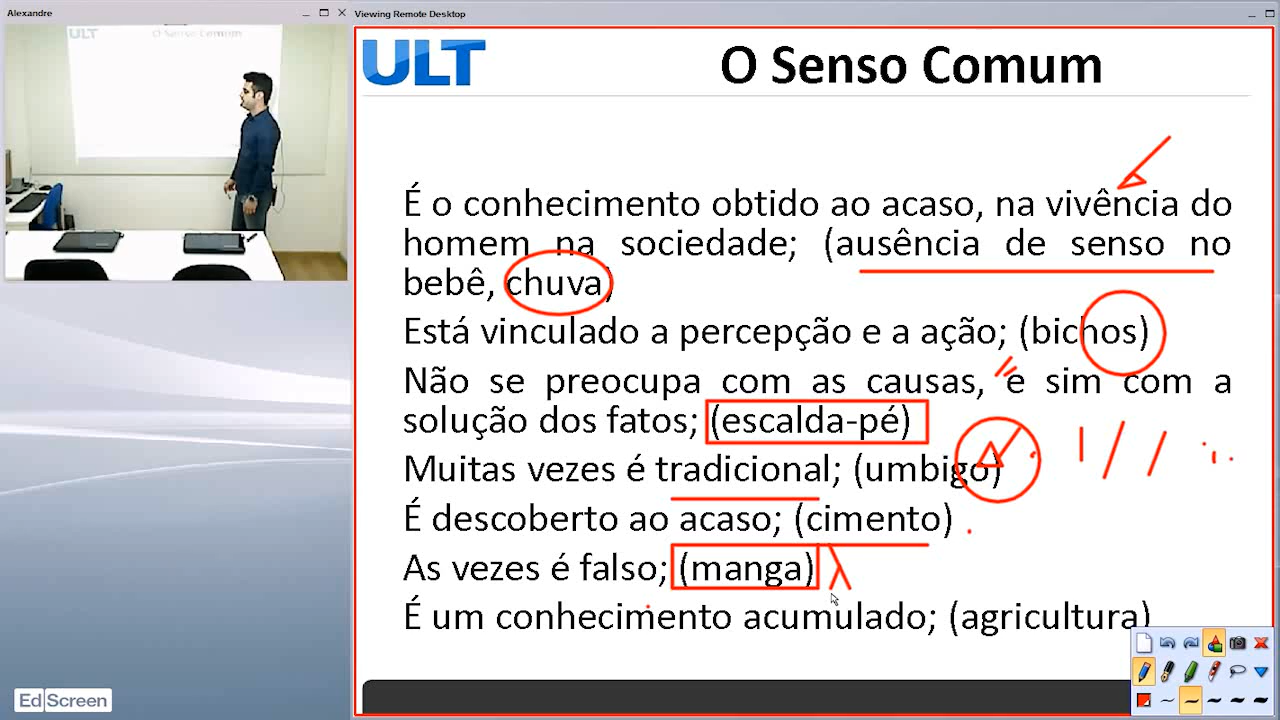 Alexandre
Viewing Remote Desktop
ULT
O Senso Comum
ULT
O Senso Comum
É o conhecimento obtido ao acaso, na vivência do
homem na sociedade; (ausência de senso no
bebê, chuva)
Está vinculado a percepção e a ação; (bichos)
Não se preocupa com as causas, e sim com a
solução dos fatos; (escalda-pé)
Muitas vezes é tradicional; (umbigo)
É descoberto ao acaso; (cimento)
As vezes é falso; (manga)
É um conhecimento acumulado; (agricultura)
EdScreen